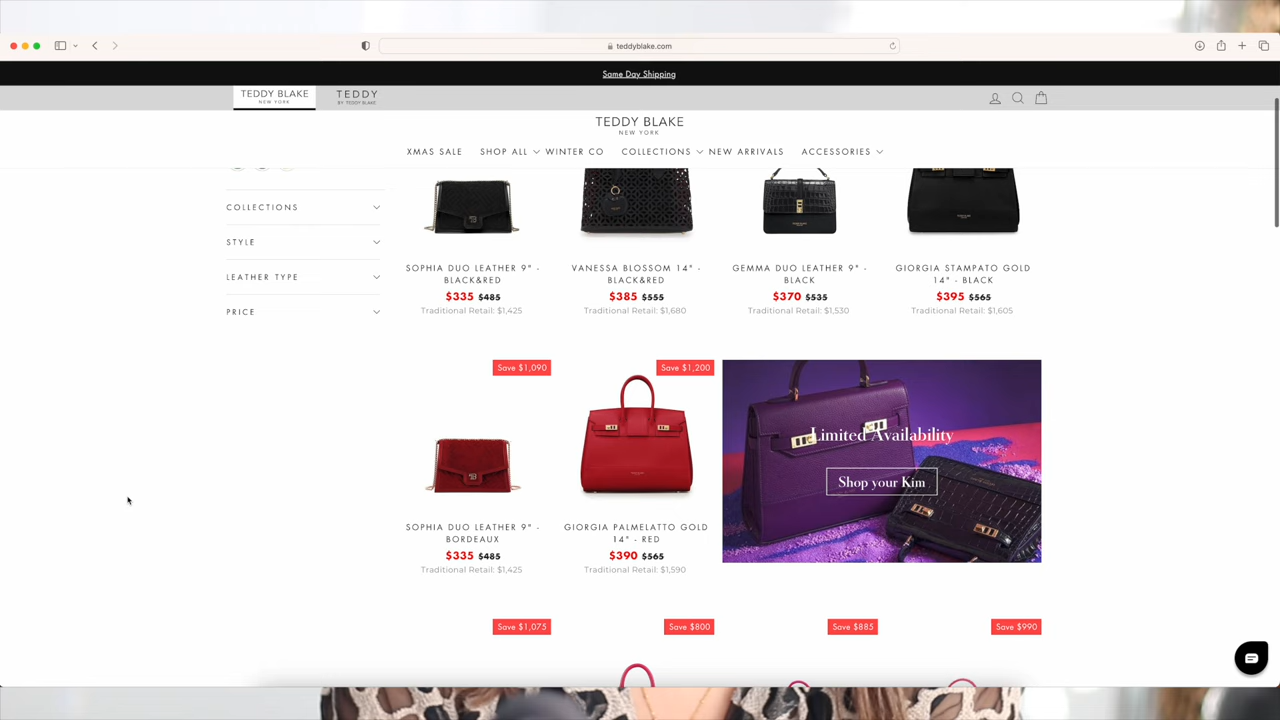 teddyblake.com
Same Day Shipping
TEDDY BLAKE
NEW YORK
TEDDY
BY TEDDY BLAKE
TEDDY BLAKE
NEW YORK
XMAS SALE SHOP ALL WINTER CO COLLECTIONS NEW ARRIVALS ACCESSORIES
COLLECTIONS
STYLE
LEATHER TYPE
PRICE
SOPHIA DUO LEATHER 9" -
BLACK&RED
$335 $485
Traditional Retail: $1,425
VANESSA BLOSSOM 14" -
BLACK&RED
$385 $555
Traditional Retail: $1,680
GEMMA DUO LEATHER 9" -
BLACK
$370 $535
Traditional Retail: $1,530
GIORGIA STAMPATO GOLD
14" - BLACK
$395 $565
Traditional Retail: $1,605
Save $1,090
SOPHIA DUO LEATHER 9" -
BORDEAUX
$335 $485
Traditional Retail: $1,425
Save $1,200
GIORGIA PALMELATTO GOLD
14" - RED
$390 $565
Traditional Retail: $1,590
Limited Availability
Shop your Kim
Save $1,075
Save $800
Save $885
Save $990